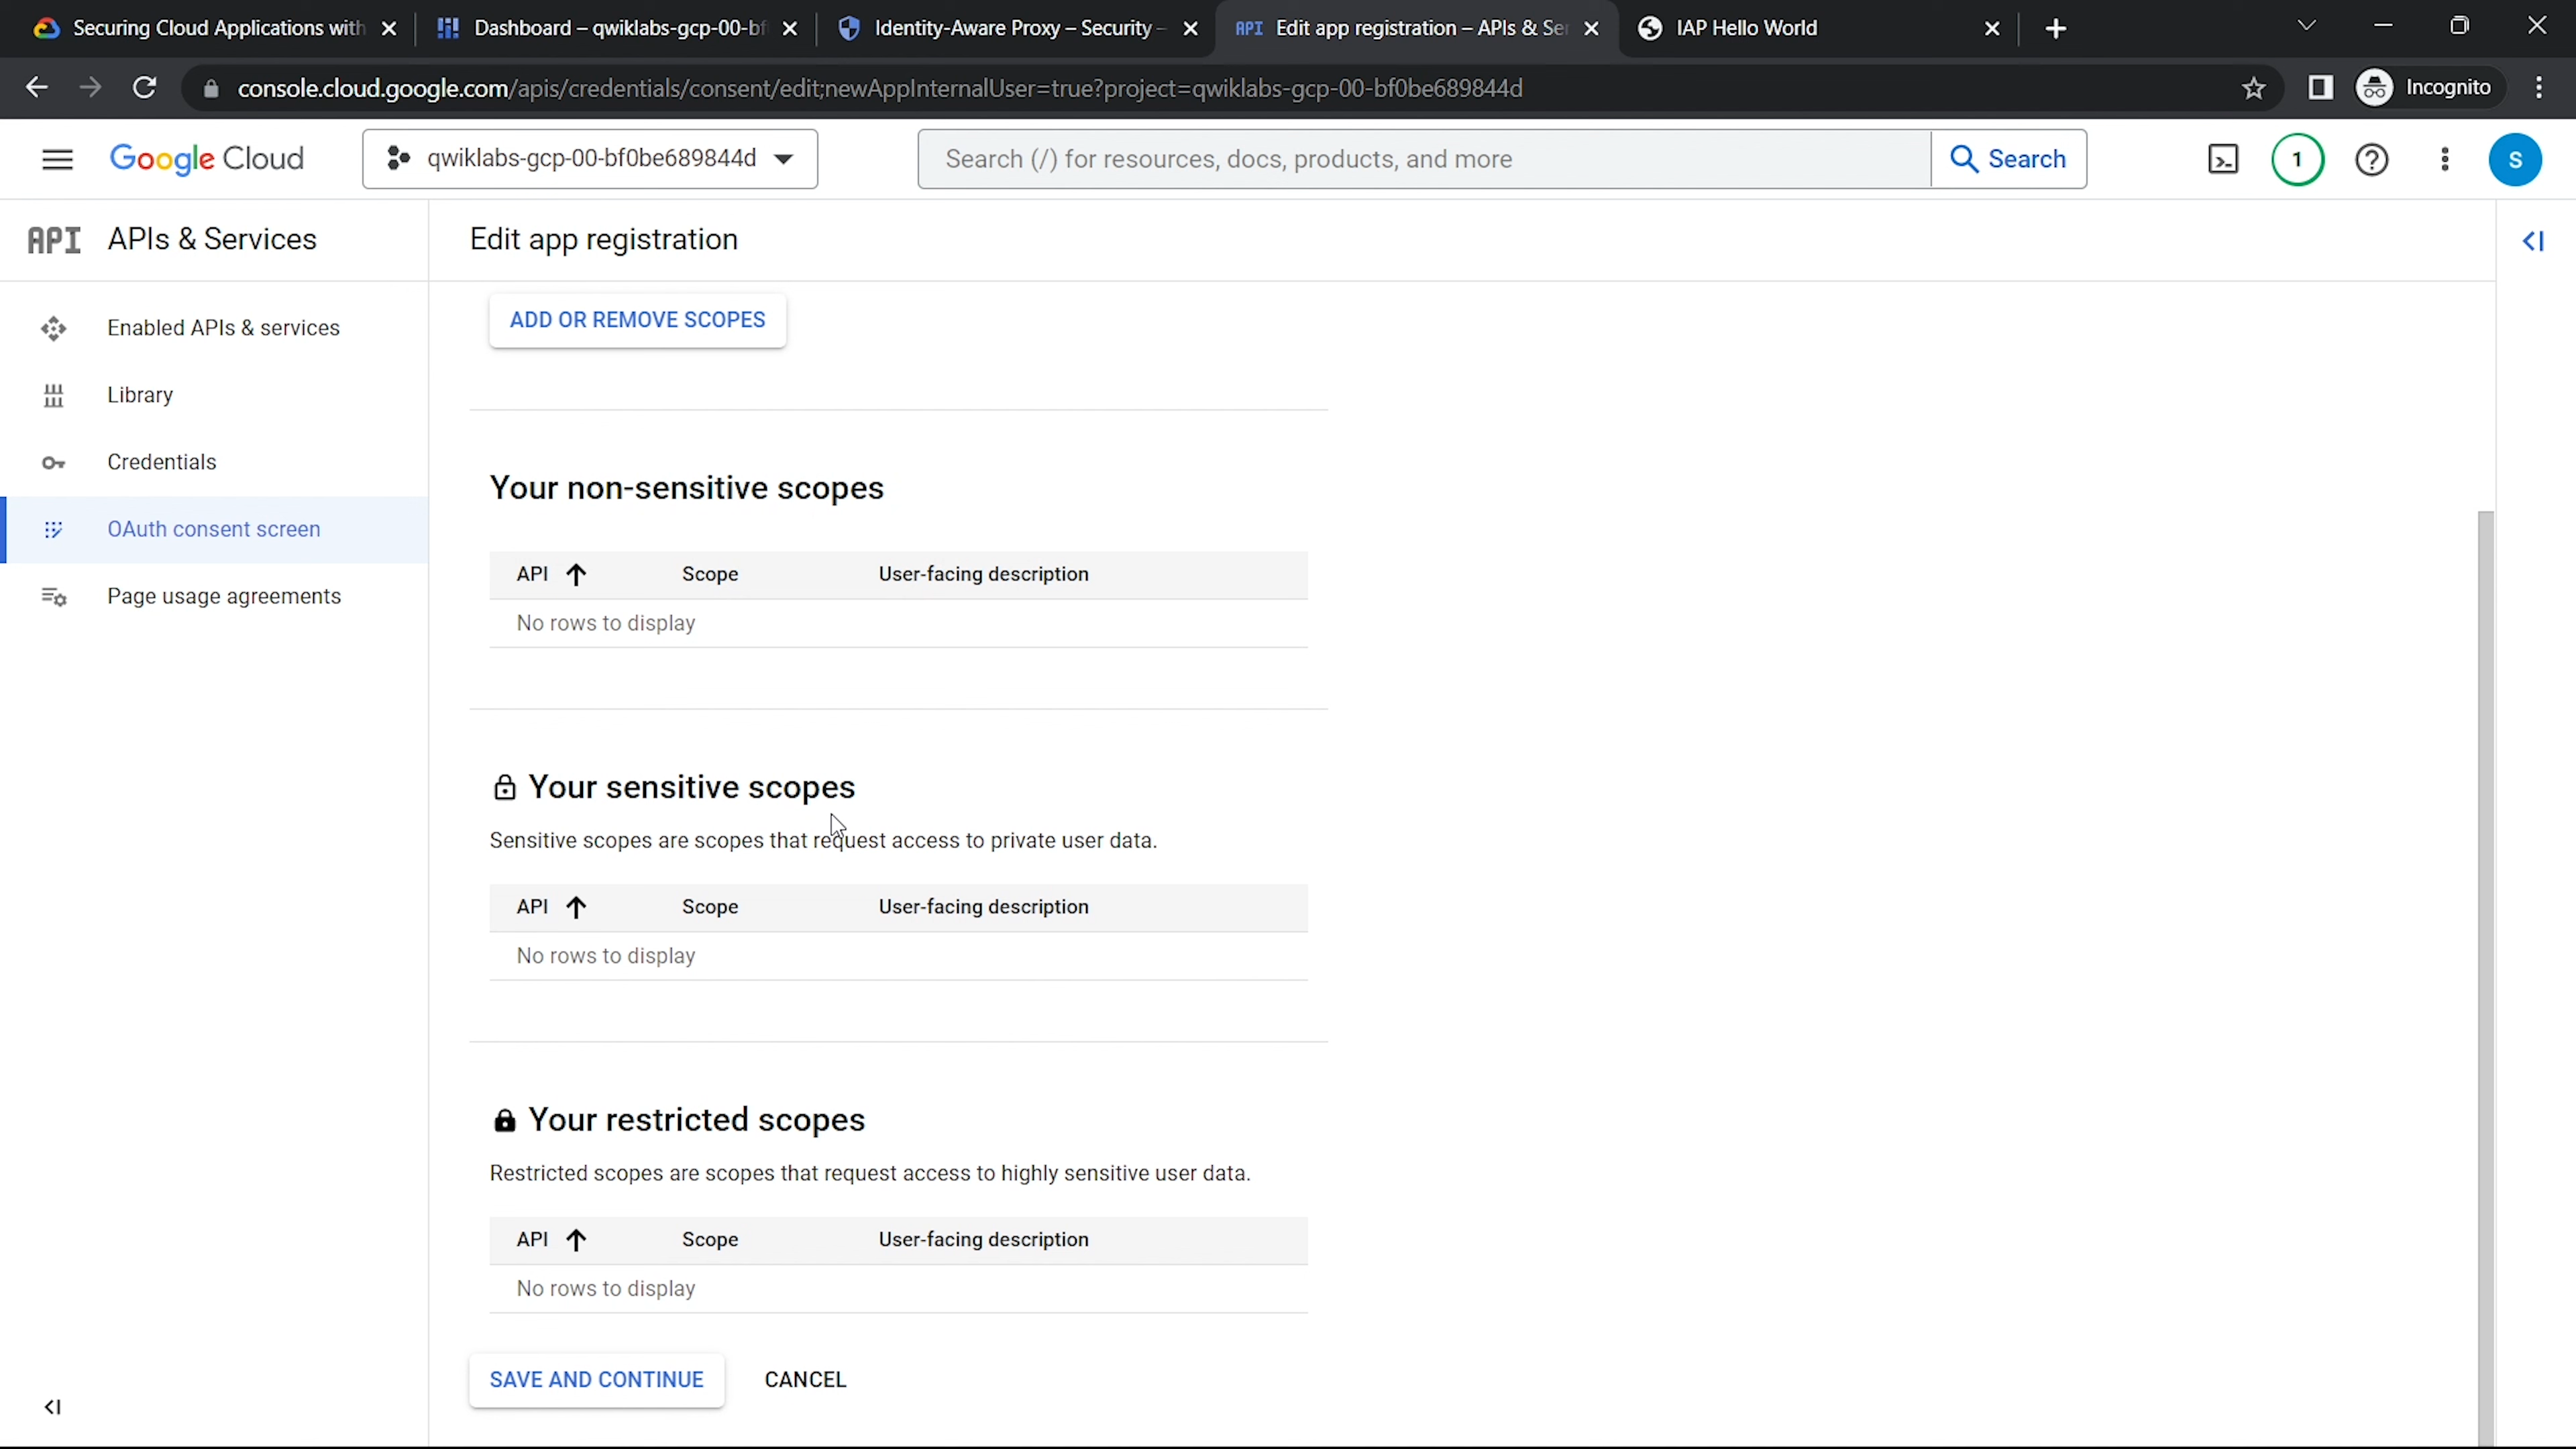 Securing Cloud Applications with
Dashboard – qwiklabs-gcp-00-bf
Identity-Aware Proxy – Security –
API Edit app registration – APIs & Ser
IAP Hello World
console.cloud.google.com/apis/credentials/consent/edit;newAppInternalUser=true?project=qwiklabs-gcp-00-bf0be689844d
Incognito
Google Cloud
qwiklabs-gcp-00-bf0be689844d
Search (/) for resources, docs, products, and more
Search
1
S
API APIs & Services
Edit app registration
Enabled APIs & services
Library
Credentials
OAuth consent screen
Page usage agreements
ADD OR REMOVE SCOPES
Your non-sensitive scopes
API Scope User-facing description
No rows to display
Your sensitive scopes
Sensitive scopes are scopes that request access to private user data.
API Scope User-facing description
No rows to display
Your restricted scopes
Restricted scopes are scopes that request access to highly sensitive user data.
API Scope User-facing description
No rows to display
SAVE AND CONTINUE CANCEL